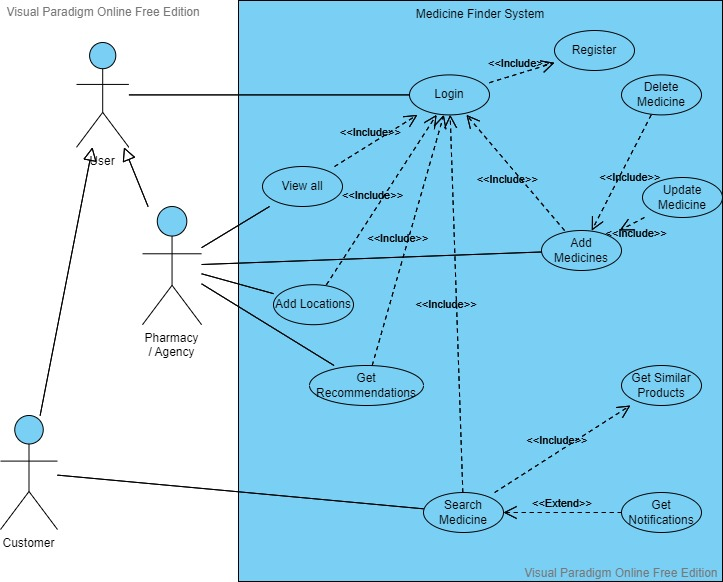 Visual Paradigm Online Free Edition
Medicine Finder System
Register
<<Include>>
Login
Delete
Medicine
<<Include>>
User
View all
<<Include>>
<<Include>>
Update
Medicine
<<Include>>
<<Include>>
<<Include>>
Add
Medicines
Add Locations
<<Include>>
Pharmacy
/ Agency
Get
Recommendations
Get Similar
Products
<<Include>>
Search
Medicine
<<Extend>>
Get
Notifications
Customer
Visual Paradigm Online Free Edition